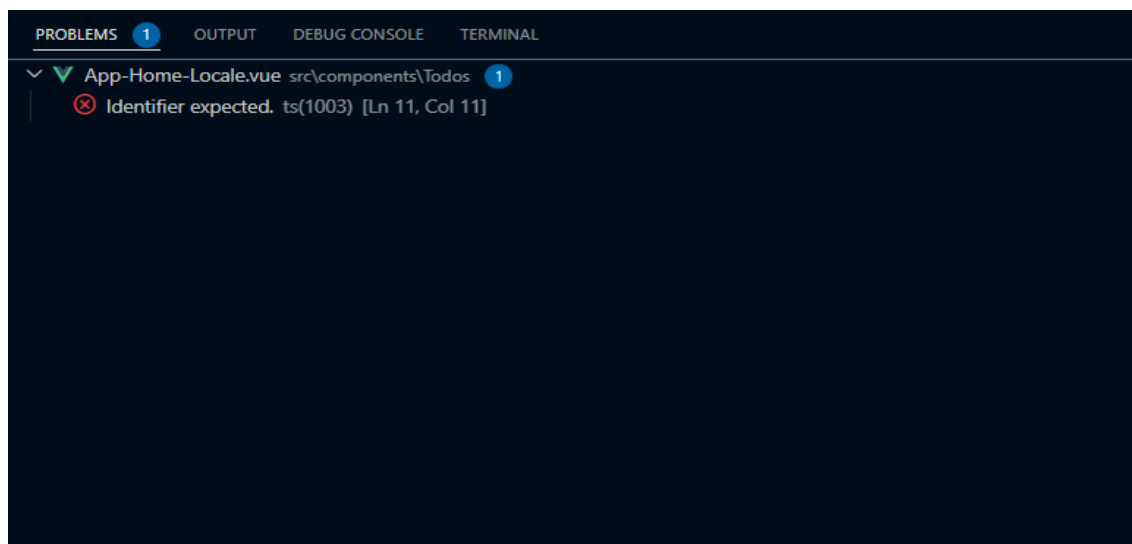 PROBLEMS 1 OUTPUT DEBUG CONSOLE TERMINAL
App-Home-Locale.vue src\components\Todos 1
Identifier expected. ts(1003) [Ln 11, Col 11]